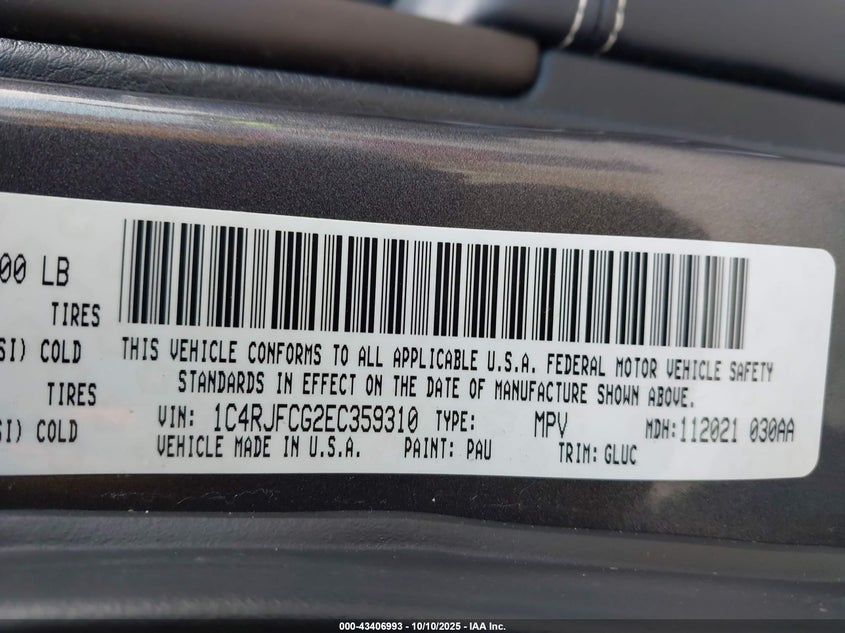 00 LB
TIRES
SI) COLD
TIRES
SI) COLD
THIS VEHICLE CONFORMS TO ALL APPLICABLE U.S.A. FEDERAL MOTOR VEHICLE SAFETY
STANDARDS IN EFFECT ON THE DATE OF MANUFACTURE SHOWN ABOVE.
VIN: 1C4RJFCG2EC359310 TYPE: MPV MDH:112021 030AA
VEHICLE MADE IN U.S.A. PAINT: PAU TRIM: GLUC
000-43406993 - 10/10/2025 - IAA Inc.